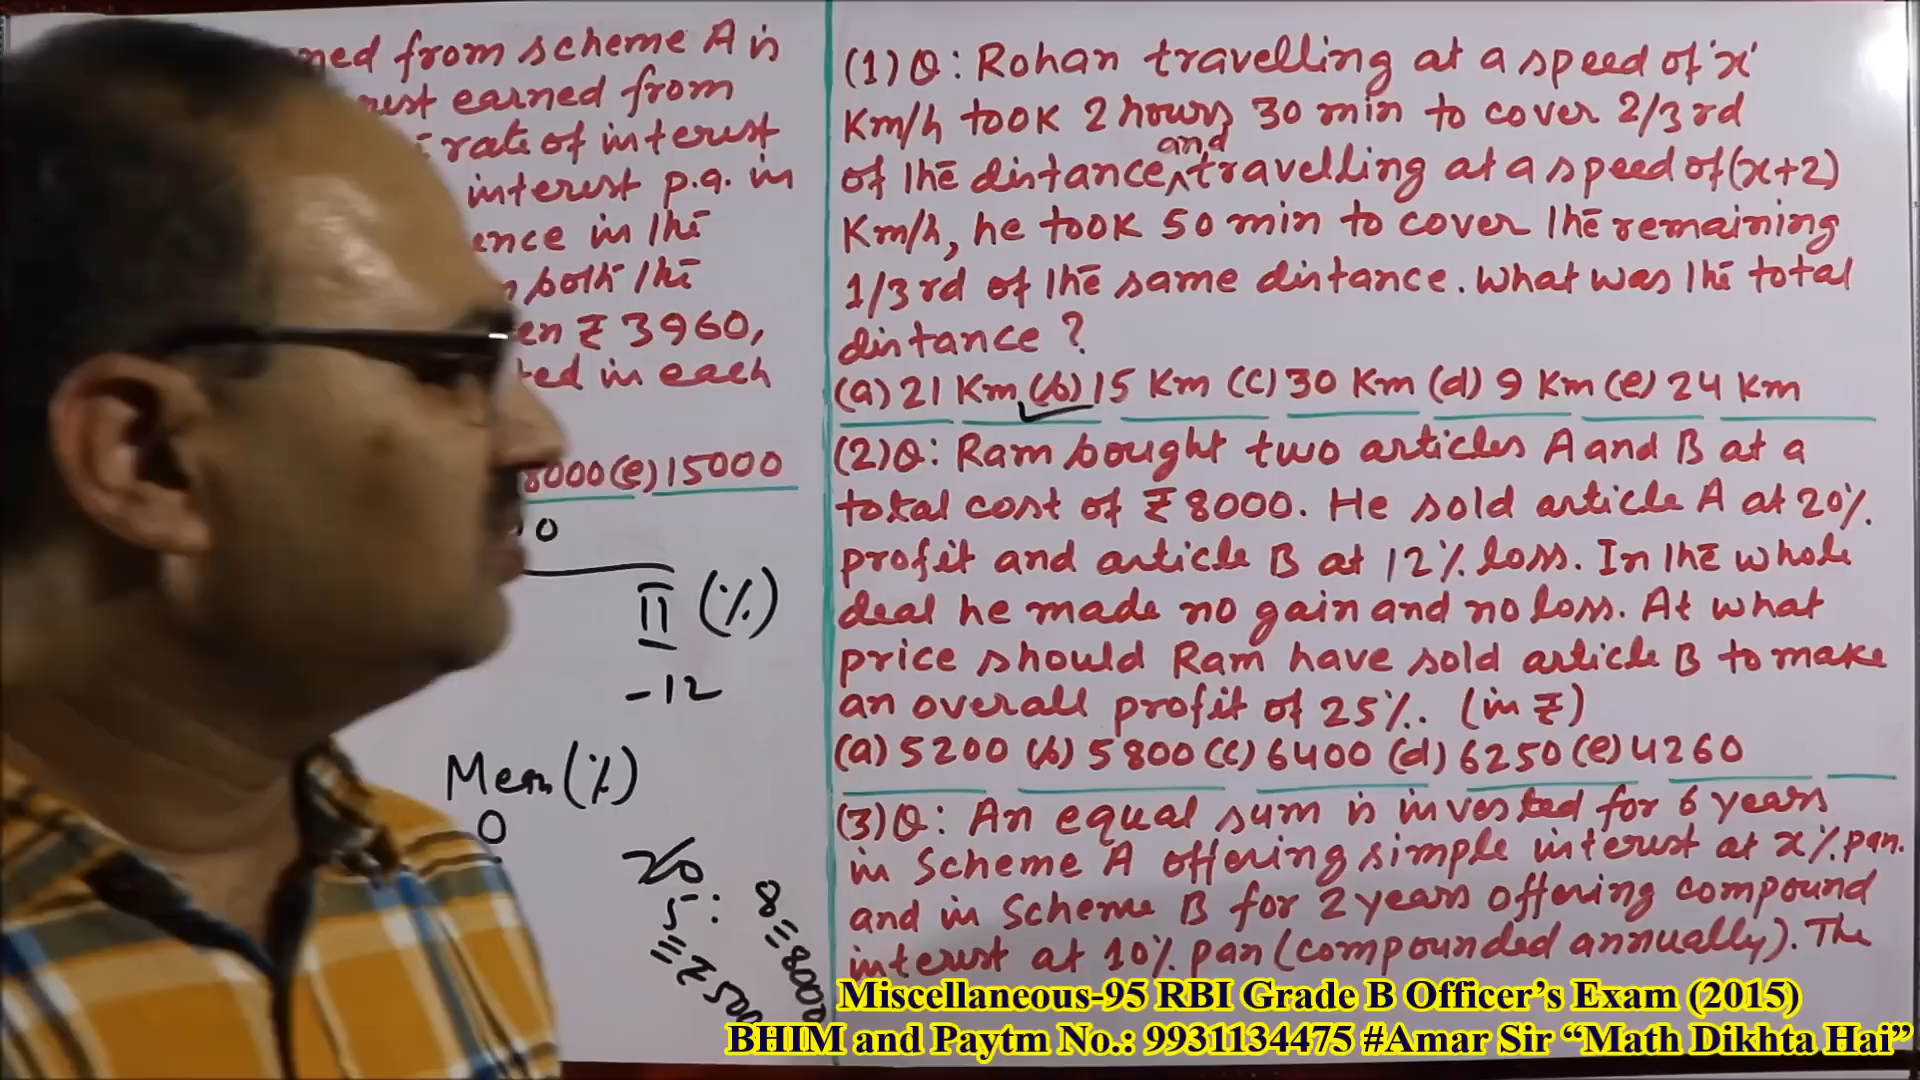 ned from scheme A is
rest earned from
rate of interest
interest p.a. in
ence in the
n both the
en ₹ 3960,
ted in each
8000 (e) 15000
II (%)
-12
Mean (%)
0
20
5 :
8 = 8000
(1) Q: Rohan travelling at a speed of 'x'
Km/h took 2 hours 30 min to cover 2/3rd
of the distance and travelling at a speed of (x+2)
Km/h, he took 50 min to cover the remaining
1/3rd of the same distance. What was the total
distance?
(a) 21 Km (b) 15 Km (c) 30 Km (d) 9 Km (e) 24 Km
(2) Q: Ram bought two articles A and B at a
total cost of ₹ 8000. He sold article A at 20%
profit and article B at 12% loss. In the whole
deal he made no gain and no loss. At what
price should Ram have sold article B to make
an overall profit of 25%. (in ₹)
(a) 5200 (b) 5800 (c) 6400 (d) 6250 (e) 4260
(3) Q: An equal sum is invested for 6 years
in Scheme A offering simple interest at x% pan.
and in Scheme B for 2 years offering compound
interest at 10% pan (compounded annually). The
Miscellaneous-95 RBI Grade B Officer's Exam (2015)
BHIM and Paytm No.: 9931134475 #Amar Sir “Math Dikhta Hai”